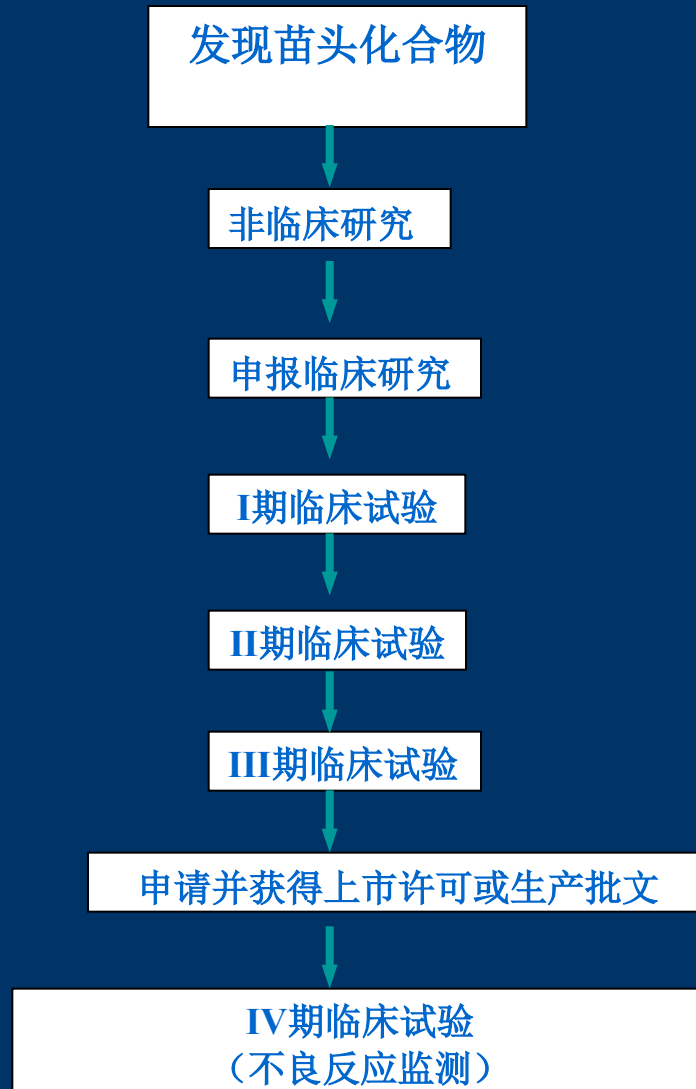 发现苗头化合物
非临床研究
申报临床研究
I期临床试验
II期临床试验
III期临床试验
申请并获得上市许可或生产批文
IV期临床试验
（不良反应监测）